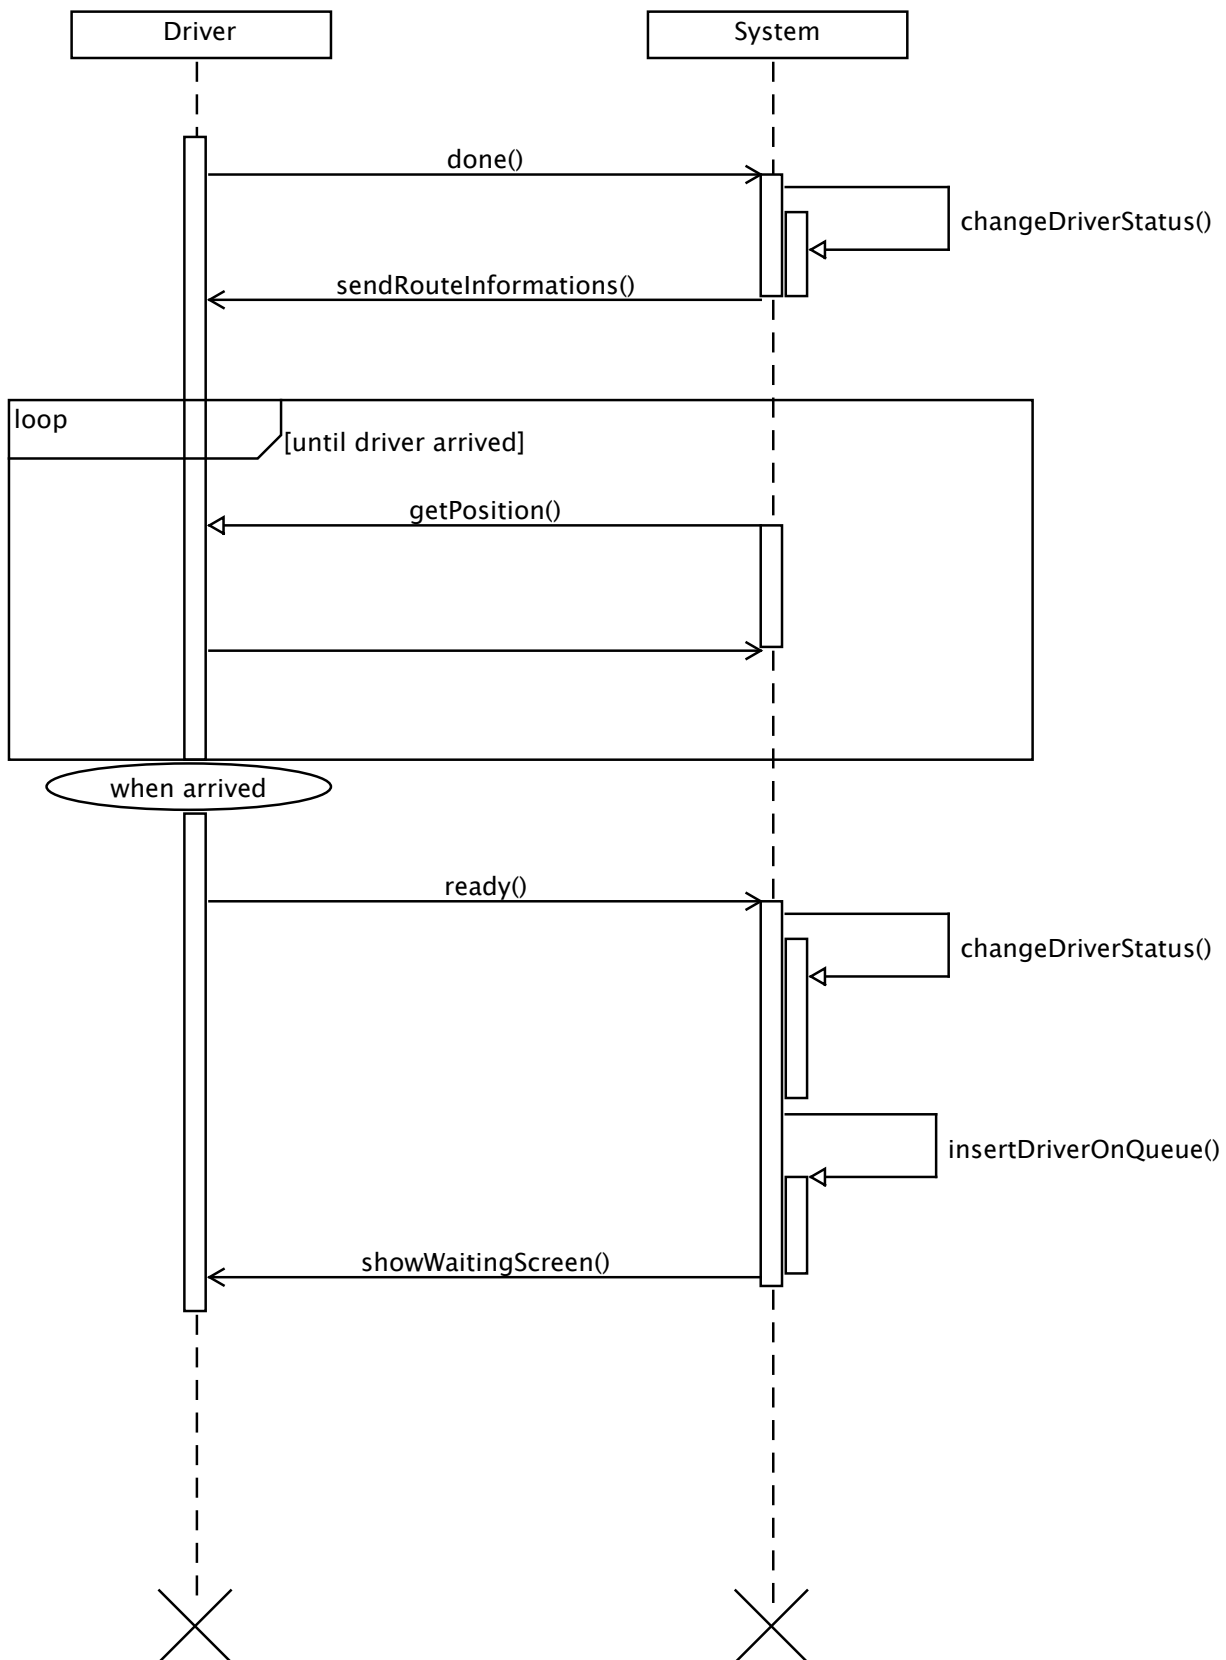 Driver
System
done()
changeDriverStatus()
sendRouteInformations()
loop
[until driver arrived]
getPosition()
when arrived
ready()
changeDriverStatus()
insertDriverOnQueue()
showWaitingScreen()